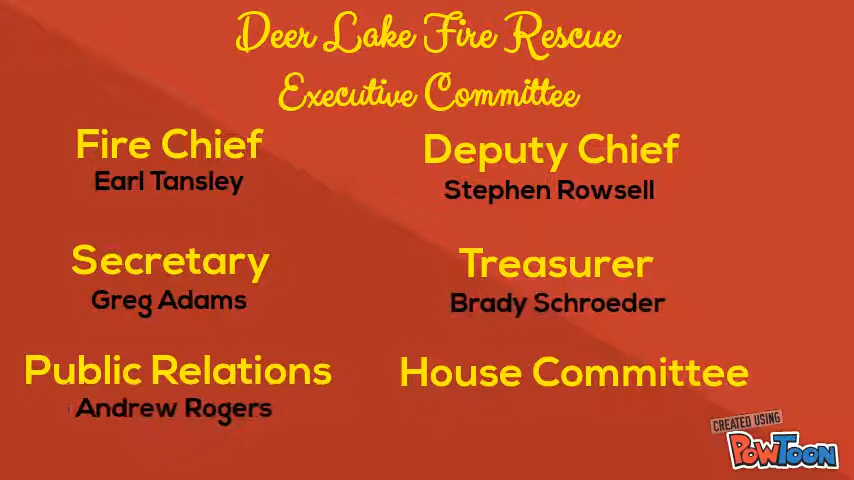 Deer Lake Fire Rescue
Executive Committee
Fire Chief
Earl Tansley
Deputy Chief
Stephen Rowsell
Secretary
Greg Adams
Treasurer
Brady Schroeder
Public Relations
Andrew Rogers
House Committee
CREATED USING
POWTOON